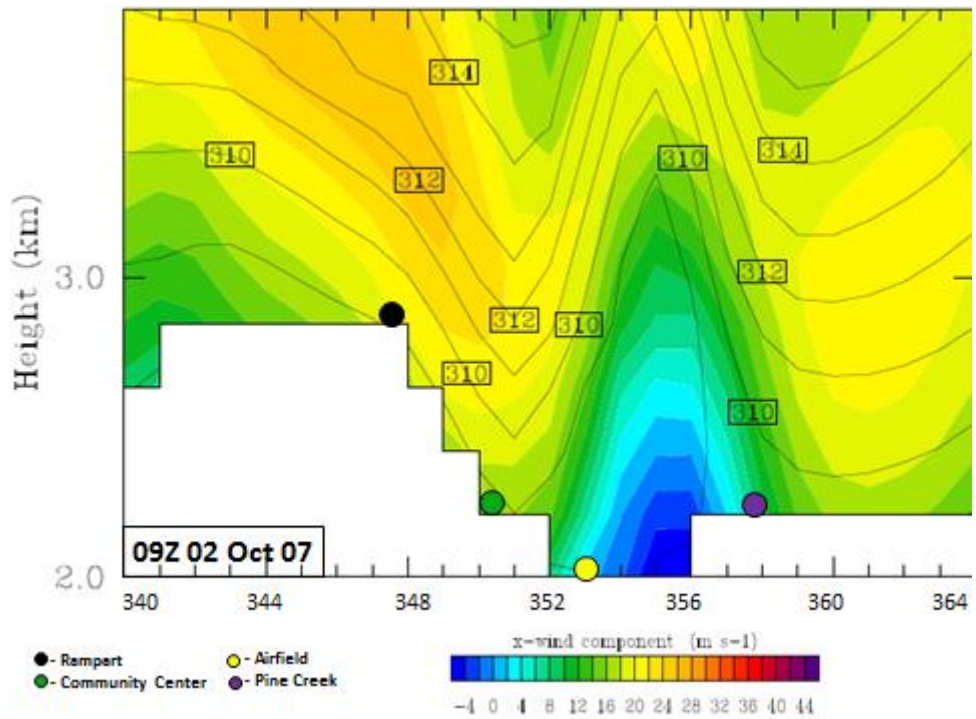 314
310
310
314
312
3.0
312
312
310
310
310
Height (km)
09Z 02 Oct 07
2.0
340 344 348 352 356 360 364
x-wind component (m s-1)
- Rampart
- Airfield
- Community Center
- Pine Creek
-4 0 4 8 12 16 20 24 28 32 36 40 44